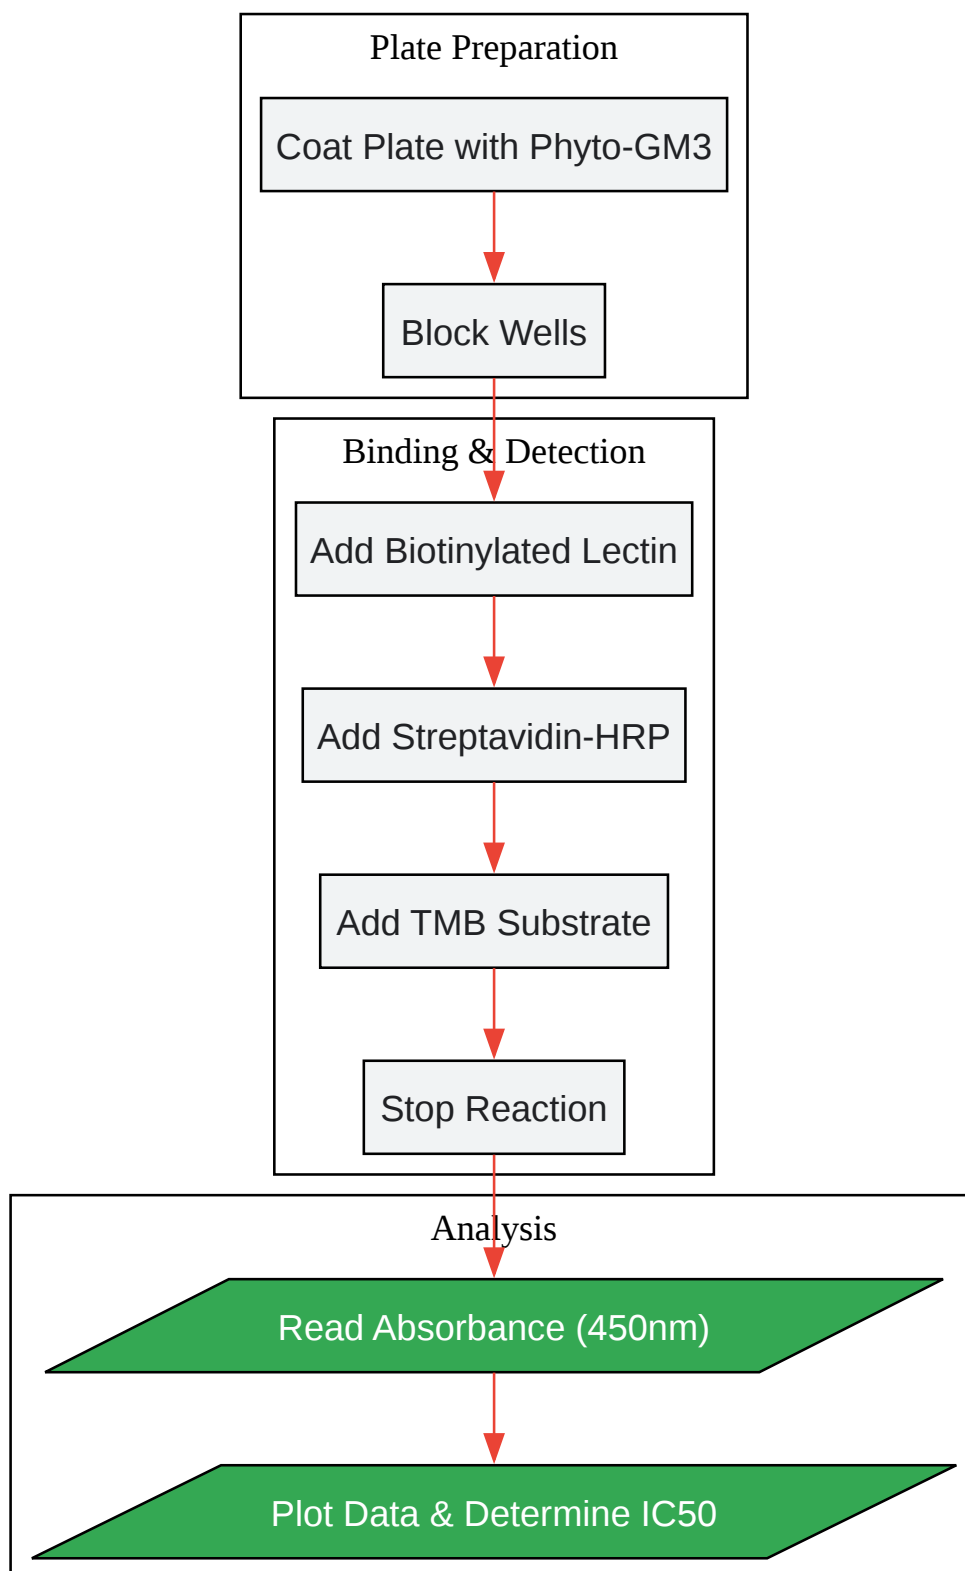 Plate Preparation
Coat Plate with Phyto-GM3
Block Wells
Binding & Detection
Add Biotinylated Lectin
Add Streptavidin-HRP
Add TMB Substrate
Stop Reaction
Analysis
Read Absorbance (450nm)
Plot Data & Determine IC50